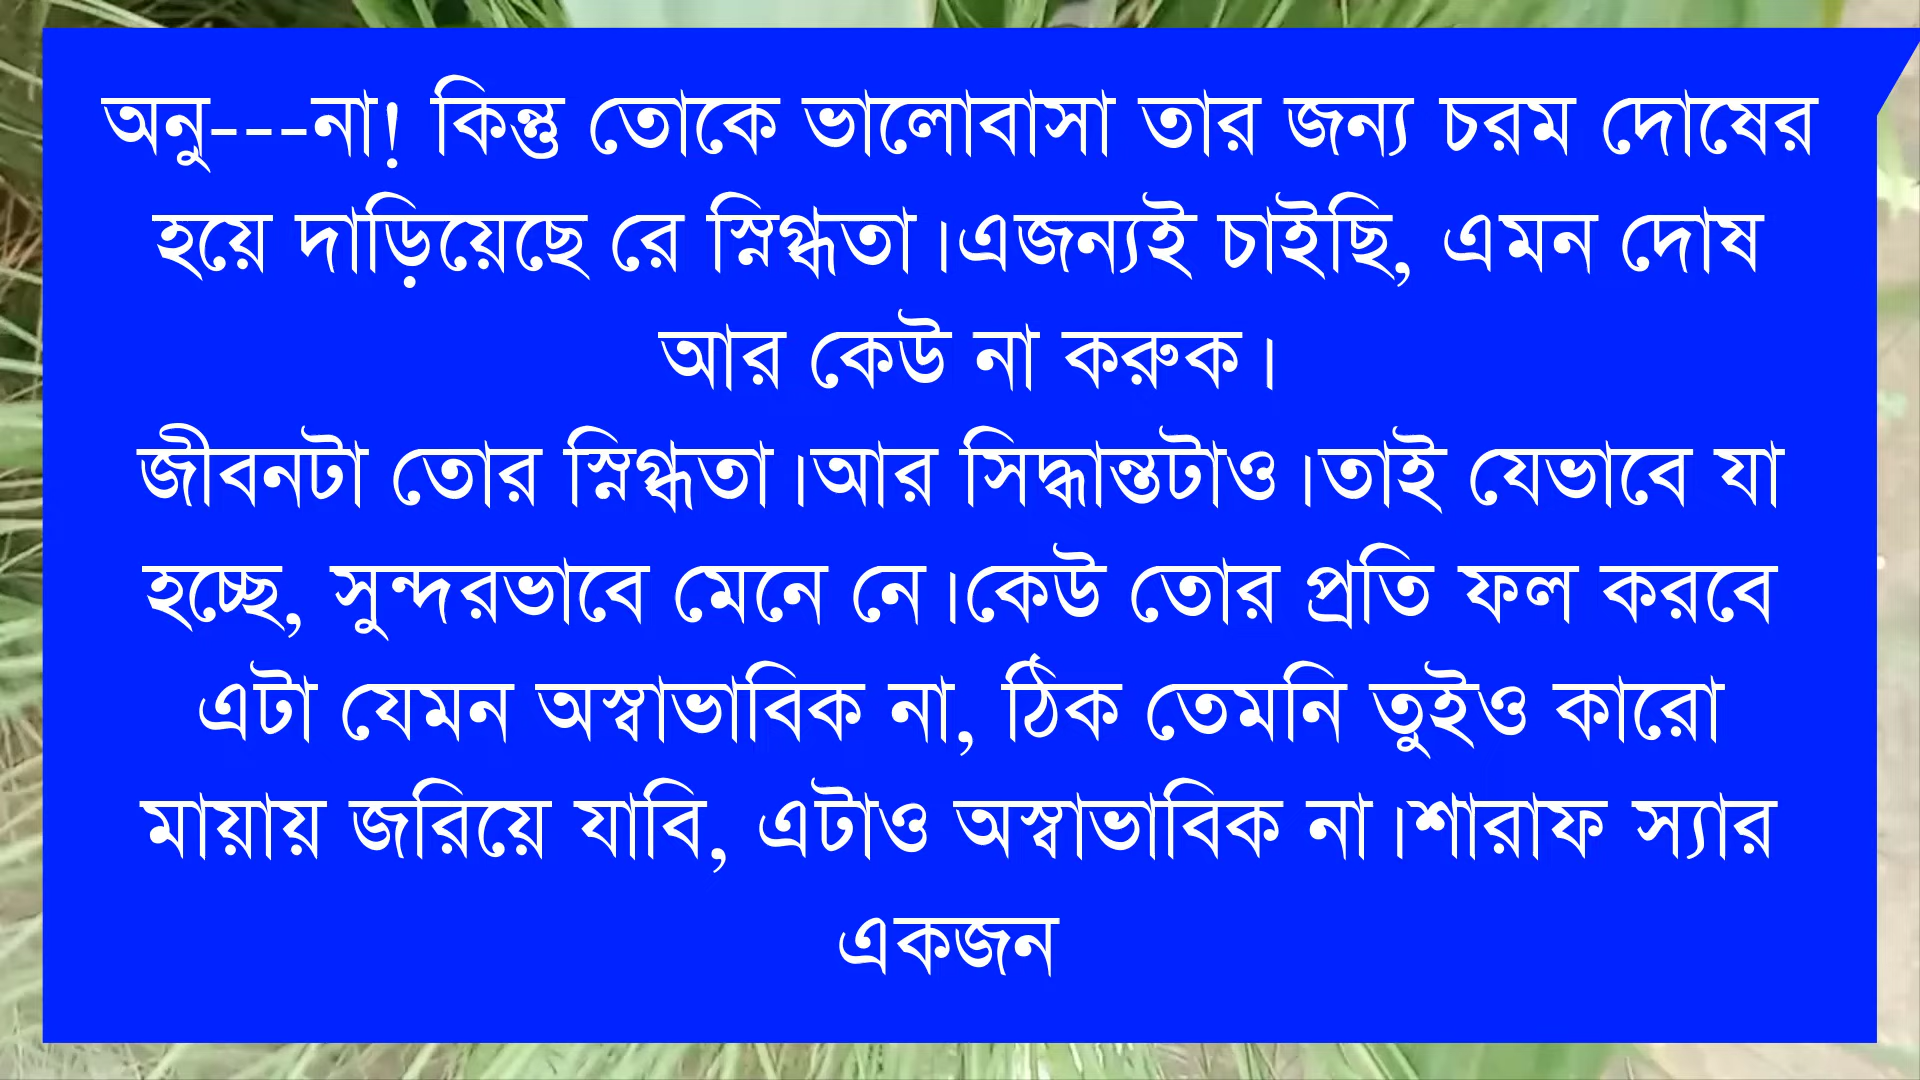 অনু---না! কিন্তু তোকে ভালোবাসা তার জন্য চরম দোষের
হয়ে দাড়িয়েছে রে স্নিগ্ধতা।এজন্যই চাইছি, এমন দোষ
আর কেউ না করুক।
জীবনটা তোর স্নিগ্ধতা।আর সিদ্ধান্তটাও।তাই যেভাবে যা
হচ্ছে, সুন্দরভাবে মেনে নে।কেউ তোর প্রতি ফল করবে
এটা যেমন অস্বাভাবিক না, ঠিক তেমনি তুইও কারো
মায়ায় জরিয়ে যাবি, এটাও অস্বাভাবিক না।শারাফ স্যার
একজন